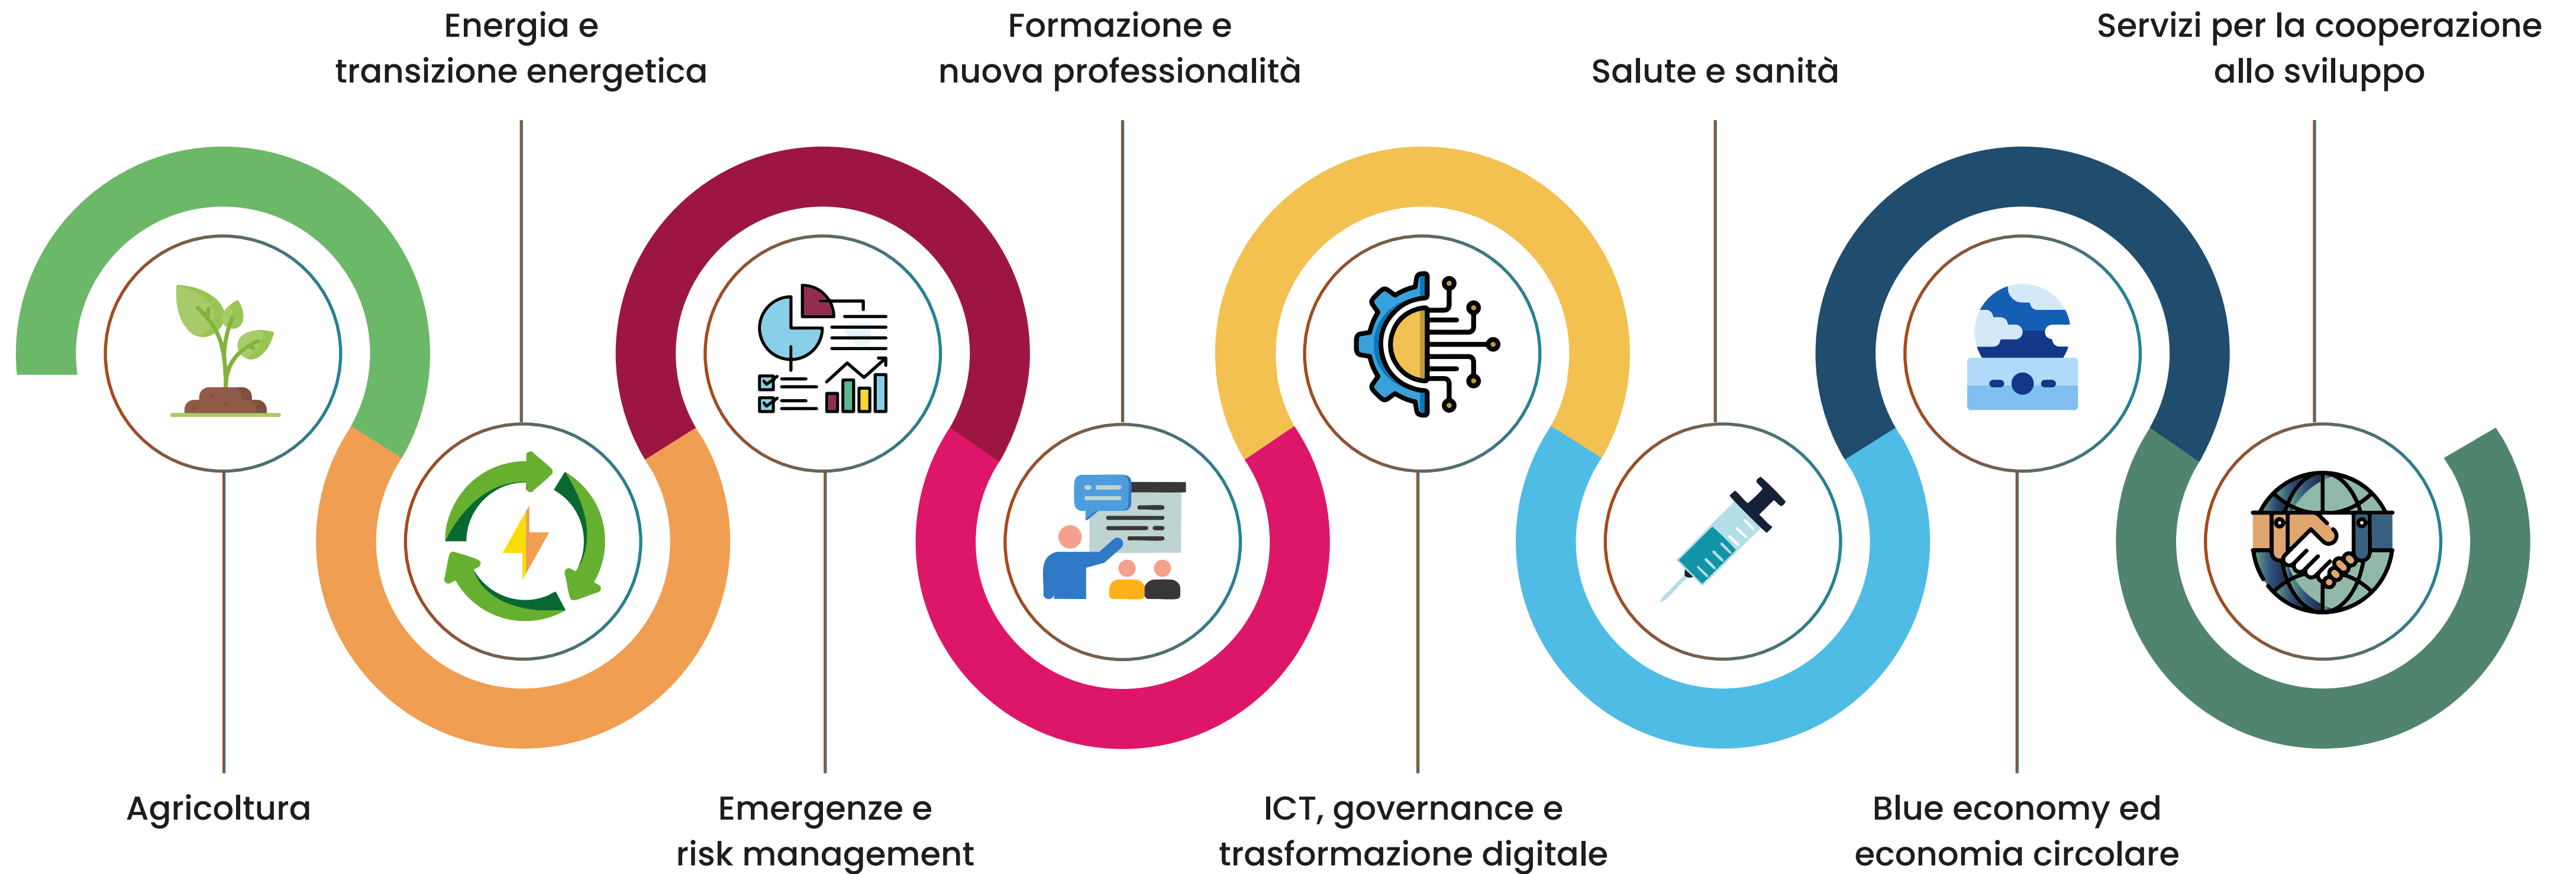 Energia e
transizione energetica
Formazione e
nuova professionalità
Salute e sanità
Servizi per la cooperazione
allo sviluppo
Agricoltura
Emergenze e
risk management
ICT, governance e
trasformazione digitale
Blue economy ed
economia circolare